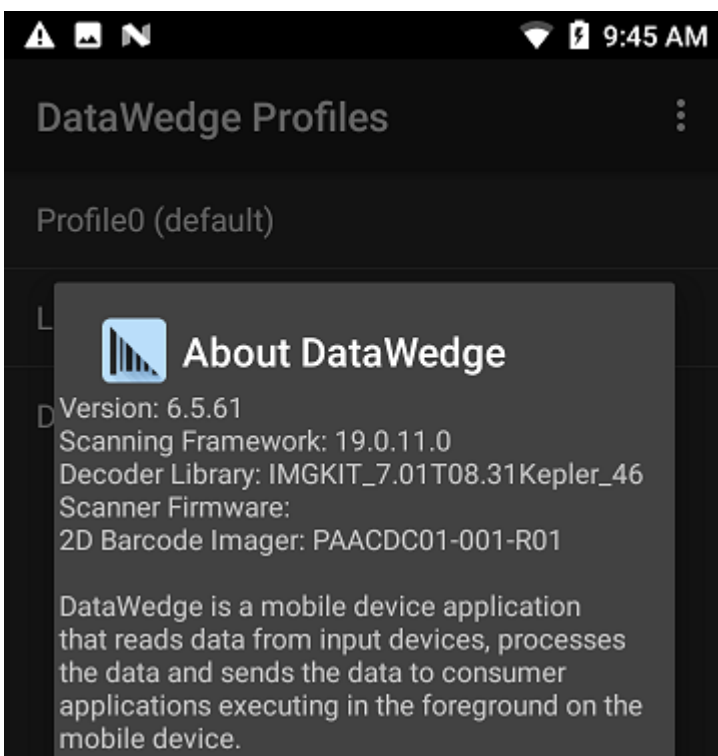 9:45 AM
DataWedge Profiles
Profile0 (default)
L
About DataWedge
D
Version: 6.5.61
Scanning Framework: 19.0.11.0
Decoder Library: IMGKIT_7.01T08.31Kepler_46
Scanner Firmware:
2D Barcode Imager: PAACDC01-001-R01
DataWedge is a mobile device application
that reads data from input devices, processes
the data and sends the data to consumer
applications executing in the foreground on the
mobile device.